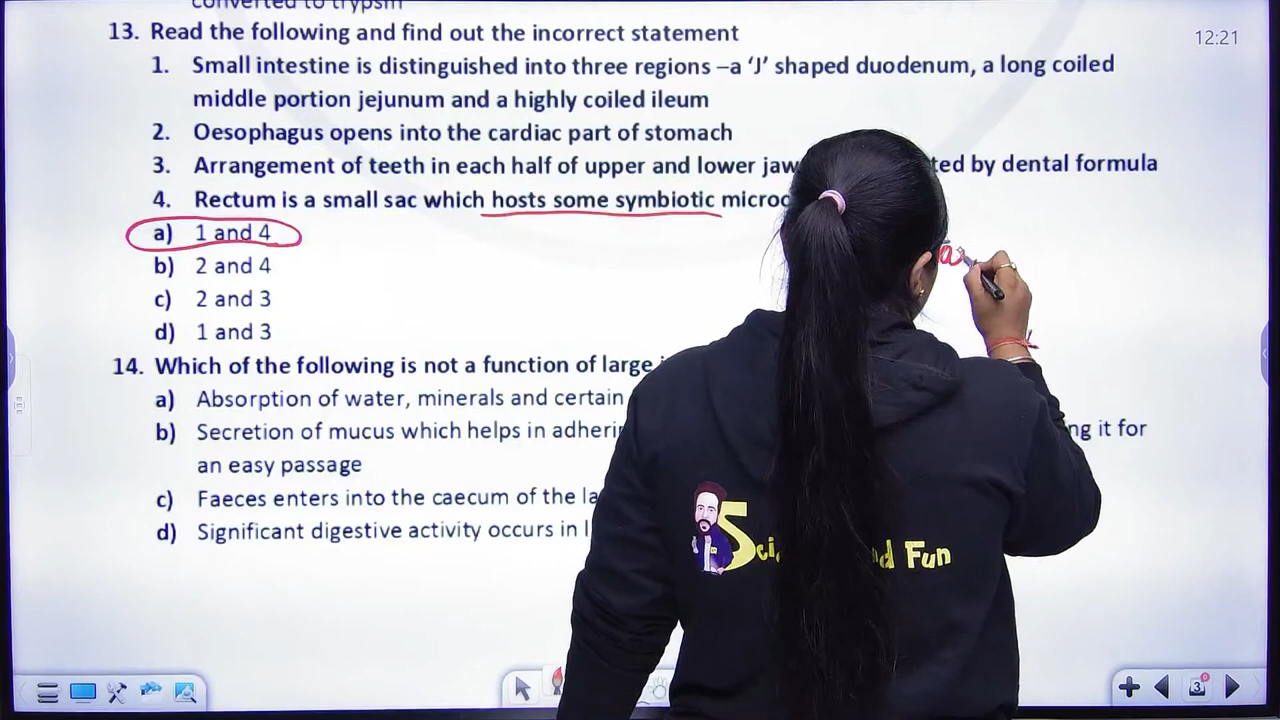 converted to trypsin
13. Read the following and find out the incorrect statement
12:21
1. Small intestine is distinguished into three regions –a ‘J’ shaped duodenum, a long coiled
middle portion jejunum and a highly coiled ileum
2. Oesophagus opens into the cardiac part of stomach
3. Arrangement of teeth in each half of upper and lower jaw ted by dental formula
4. Rectum is a small sac which hosts some symbiotic microo
a) 1 and 4
b) 2 and 4
c) 2 and 3
d) 1 and 3
14. Which of the following is not a function of large
a) Absorption of water, minerals and certain
b) Secretion of mucus which helps in adheri ng it for
an easy passage
c) Faeces enters into the caecum of the la
d) Significant digestive activity occurs in l
Sci nd Fun
3